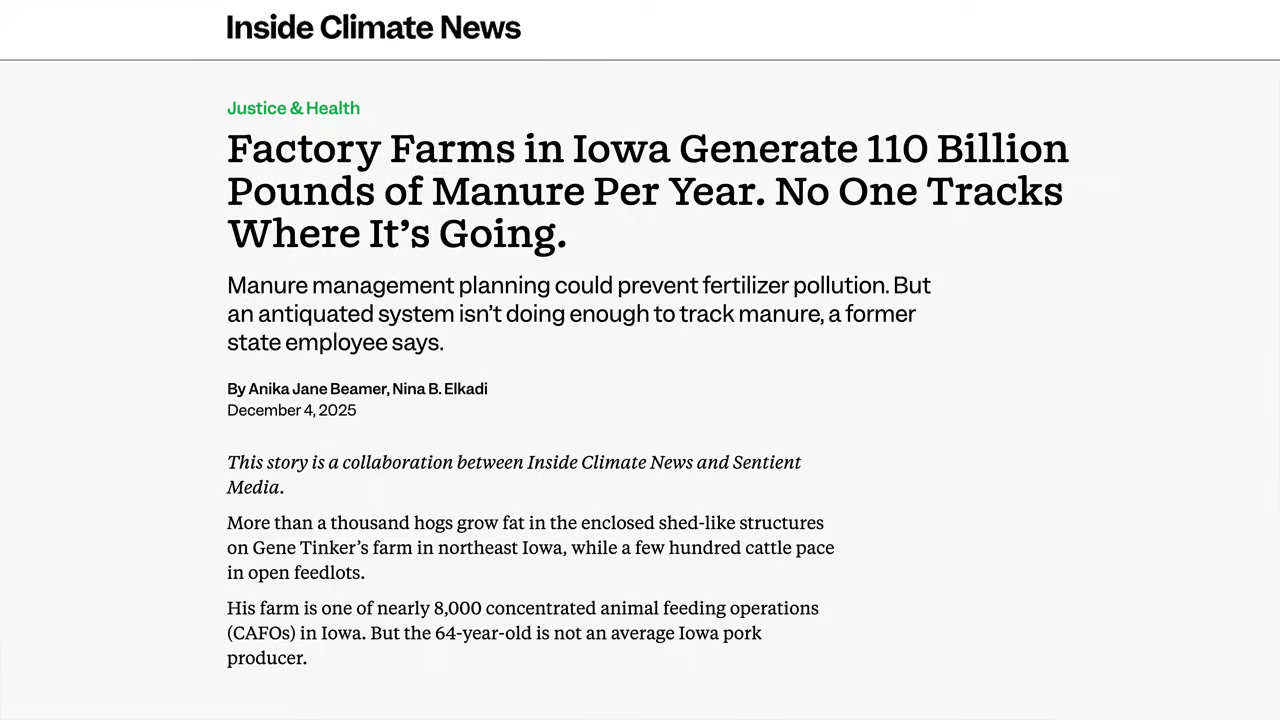 Inside Climate News
Justice & Health
Factory Farms in Iowa Generate 110 Billion
Pounds of Manure Per Year. No One Tracks
Where It’s Going.
Manure management planning could prevent fertilizer pollution. But
an antiquated system isn’t doing enough to track manure, a former
state employee says.
By Anika Jane Beamer, Nina B. Elkadi
December 4, 2025
This story is a collaboration between Inside Climate News and Sentient
Media.
More than a thousand hogs grow fat in the enclosed shed-like structures
on Gene Tinker’s farm in northeast Iowa, while a few hundred cattle pace
in open feedlots.
His farm is one of nearly 8,000 concentrated animal feeding operations
(CAFOs) in Iowa. But the 64-year-old is not an average Iowa pork
producer.